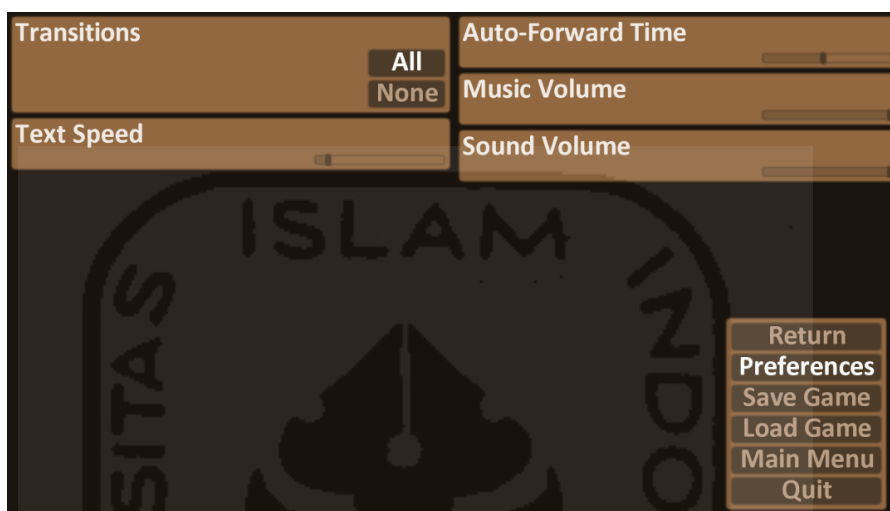 Transitions
All
None
Text Speed
Auto-Forward Time
Music Volume
Sound Volume
ISLAM
INDO
SITAS
Return
Preferences
Save Game
Load Game
Main Menu
Quit